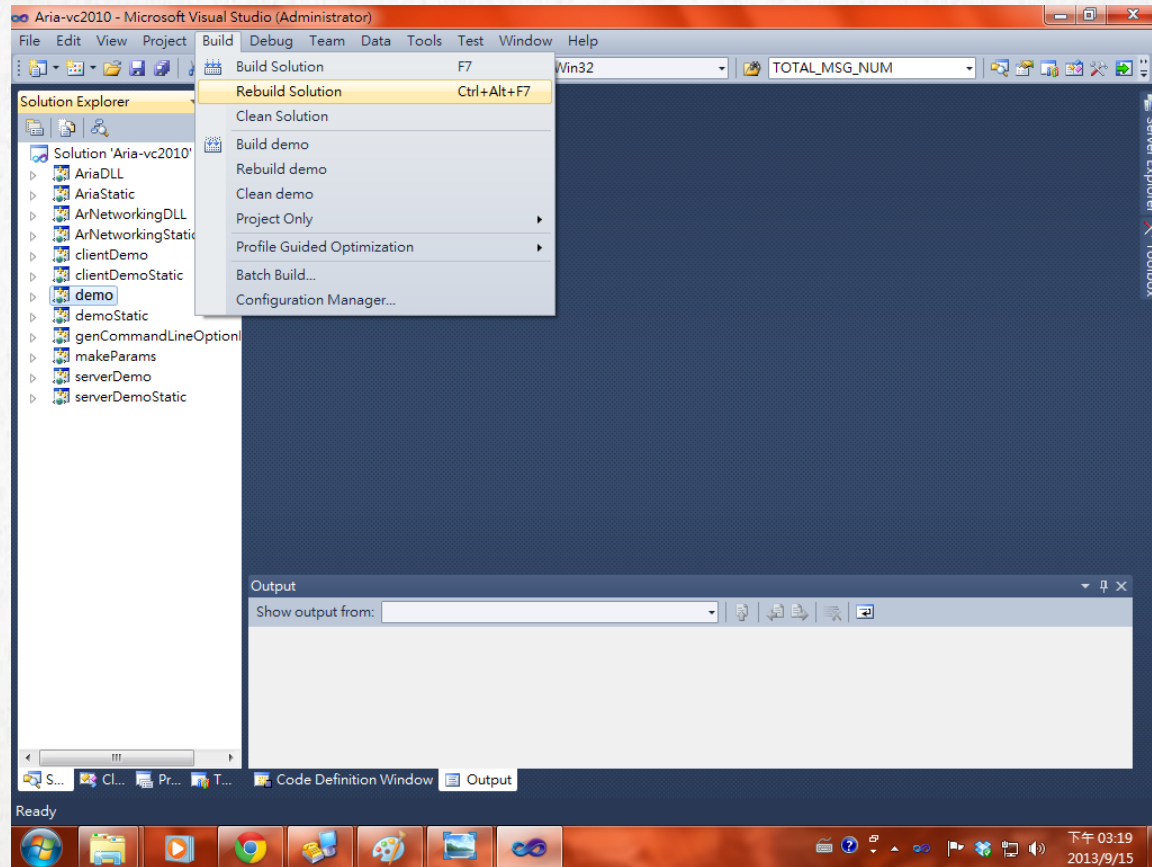 Aria-vc2010 - Microsoft Visual Studio (Administrator)
File Edit View Project Build Debug Team Data Tools Test Window Help
Win32 TOTAL_MSG_NUM
Build Solution F7
Rebuild Solution Ctrl+Alt+F7
Clean Solution
Build demo
Rebuild demo
Clean demo
Project Only
Profile Guided Optimization
Batch Build...
Configuration Manager...
Solution Explorer
Solution 'Aria-vc2010'
AriaDLL
AriaStatic
ArNetworkingDLL
ArNetworkingStatic
clientDemo
clientDemoStatic
demo
demoStatic
genCommandLineOptionI
makeParams
serverDemo
serverDemoStatic
Server Explorer
Toolbox
Output
Show output from:
S... Cl... Pr... T... Code Definition Window Output
Ready
下午 03:19
2013/9/15